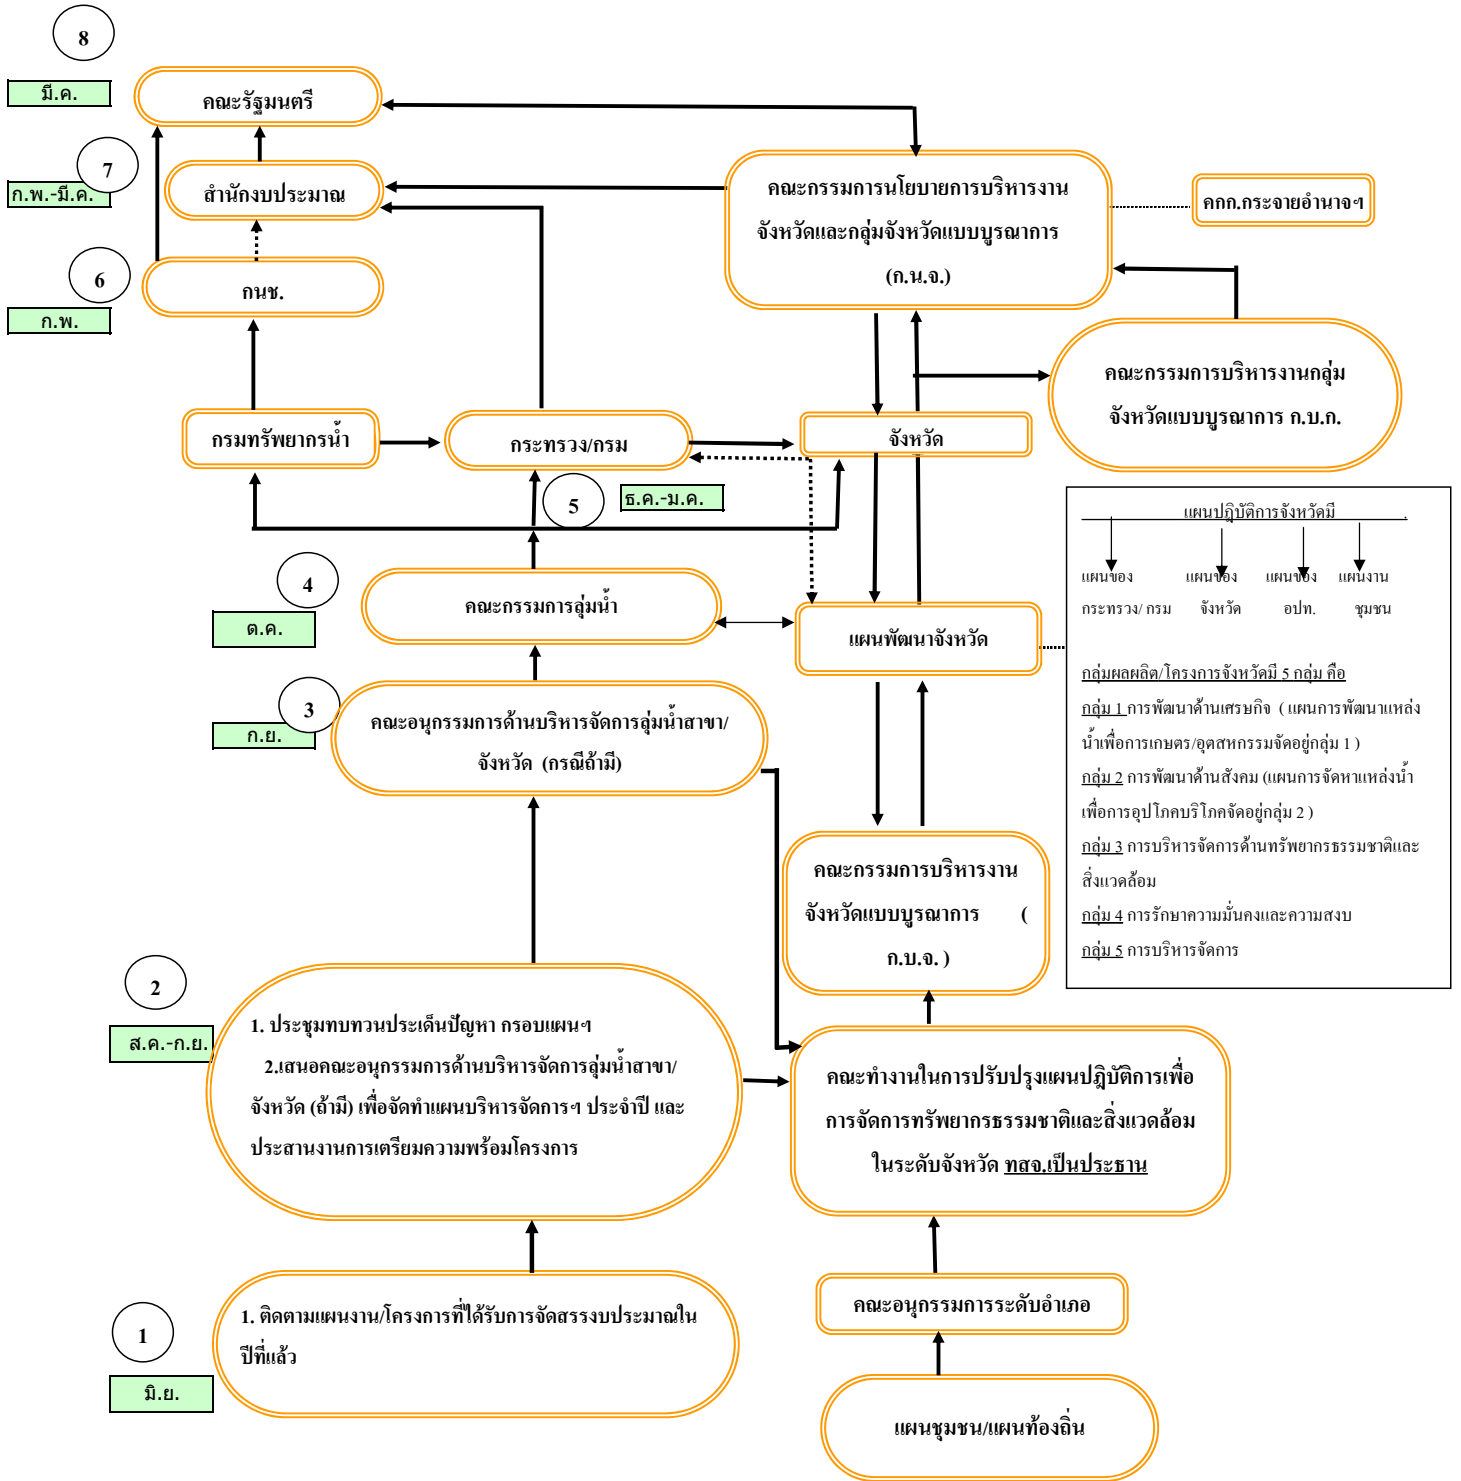 8
มี.ค.
คณะรัฐมนตรี
7
ก.พ.-มี.ค.
สำนักงบประมาณ
คณะกรรมการนโยบายการบริหารงาน
จังหวัดและกลุ่มจังหวัดแบบบูรณาการ
(ก.น.จ.)
คกก.กระจายอำนาจฯ
6
ก.พ.
กนช.
คณะกรรมการบริหารงานกลุ่ม
จังหวัดแบบบูรณาการ ก.บ.ก.
กรมทรัพยากรน้ำ
กระทรวง/กรม
จังหวัด
5
ธ.ค.-ม.ค.
4
ต.ค.
คณะกรรมการลุ่มน้ำ
แผนพัฒนาจังหวัด
แผนปฎิบัติการจังหวัดมี .
แผนของ แผนของ แผนของ แผนงาน
กระทรวง/ กรม จังหวัด อปท. ชุมชน
กลุ่มผลผลิต/โครงการจังหวัดมี 5 กลุ่ม คือ
กลุ่ม 1 การพัฒนาด้านเศรษกิจ ( แผนการพัฒนาแหล่ง
น้ำเพื่อการเกษตร/อุตสหกรรมจัดอยู่กลุ่ม 1 )
กลุ่ม 2 การพัฒนาด้านสังคม (แผนการจัดหาแหล่งน้ำ
เพื่อการอุปโภคบริโภคจัดอยู่กลุ่ม 2 )
กลุ่ม 3 การบริหารจัดการด้านทรัพยากรธรรมชาติและ
สิ่งแวดล้อม
กลุ่ม 4 การรักษาความมั่นคงและความสงบ
กลุ่ม 5 การบริหารจัดการ
3
ก.ย.
คณะอนุกรรมการด้านบริหารจัดการลุ่มน้ำสาขา/
จังหวัด (กรณีถ้ามี)
คณะกรรมการบริหารงาน
จังหวัดแบบบูรณาการ (
ก.บ.จ. )
2
ส.ค.-ก.ย.
1. ประชุมทบทวนประเด็นปัญหา กรอบแผนฯ
2.เสนอคณะอนุกรรมการด้านบริหารจัดการลุ่มน้ำสาขา/
จังหวัด (ถ้ามี) เพื่อจัดทำแผนบริหารจัดการฯ ประจำปี และ
ประสานงานการเตรียมความพร้อมโครงการ
คณะทำงานในการปรับปรุงแผนปฎิบัติการเพื่อ
การจัดการทรัพยากรธรรมชาติและสิ่งแวดล้อม
ในระดับจังหวัด ทสจ.เป็นประธาน
1
มิ.ย.
1. ติดตามแผนงาน/โครงการที่ได้รับการจัดสรรงบประมาณใน
ปีที่แล้ว
คณะอนุกรรมการระดับอำเภอ
แผนชุมชน/แผนท้องถิ่น